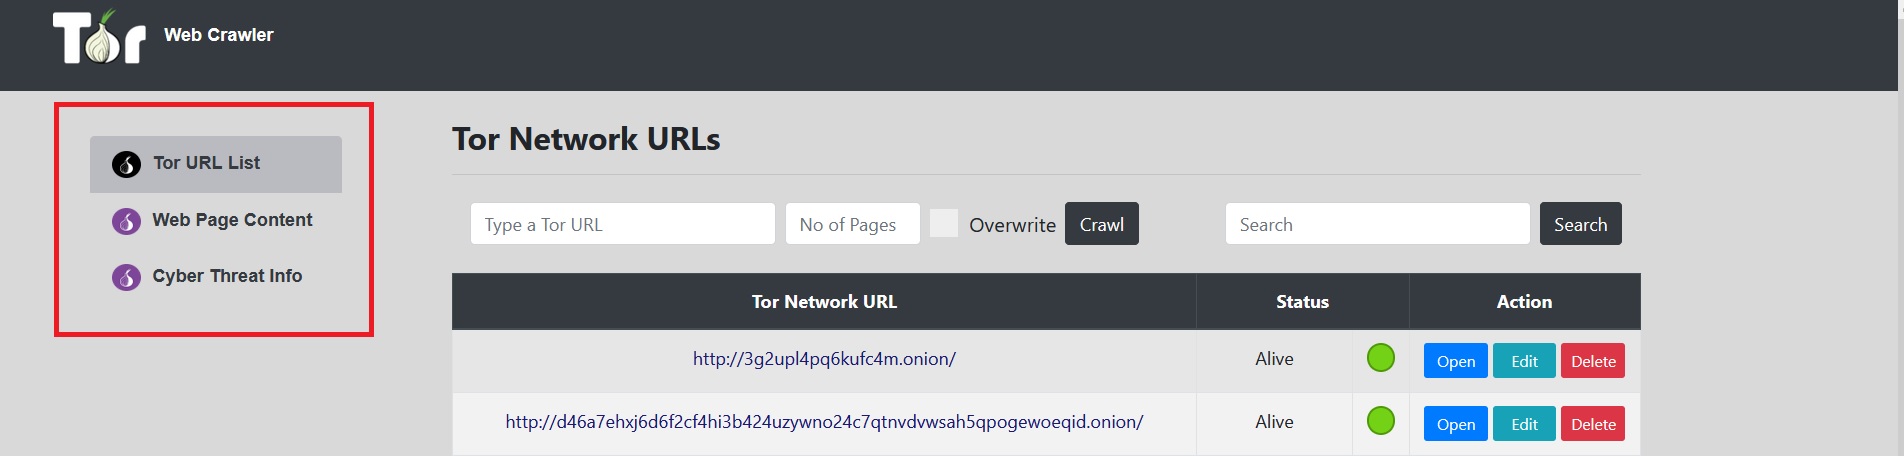 Tor Web Crawler
Tor URL List
Web Page Content
Cyber Threat Info
Tor Network URLs
Type a Tor URL No of Pages Overwrite Crawl Search Search
Tor Network URL Status Action
http://3g2upl4pq6kufc4m.onion/ Alive Open Edit Delete
http://d46a7ehxj6d6f2cf4hi3b424uzywno24c7qtnvdvwsah5qpogewoeqid.onion/ Alive Open Edit Delete